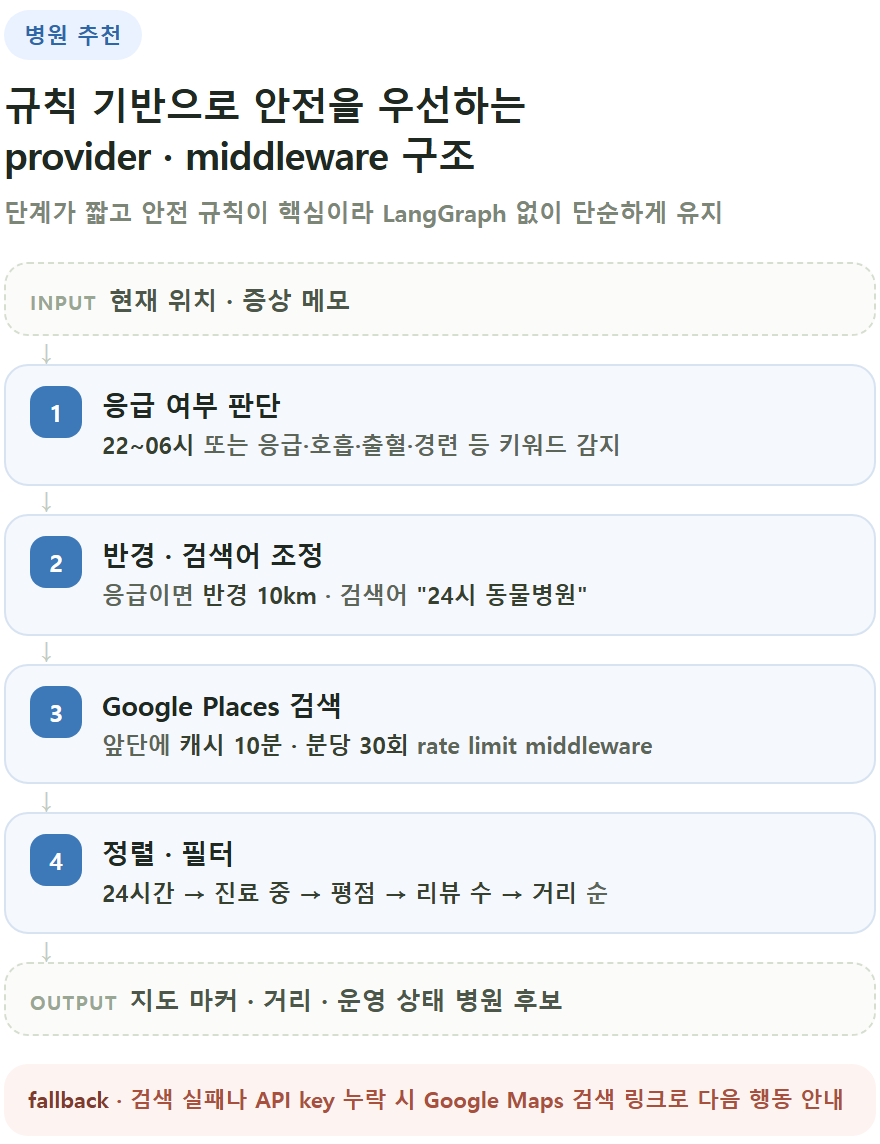 병원 추천
규칙 기반으로 안전을 우선하는
provider · middleware 구조
단계가 짧고 안전 규칙이 핵심이라 LangGraph 없이 단순하게 유지
INPUT 현재 위치 · 증상 메모
↓
1 응급 여부 판단
22~06시 또는 응급·호흡·출혈·경련 등 키워드 감지
↓
2 반경 · 검색어 조정
응급이면 반경 10km · 검색어 "24시 동물병원"
↓
3 Google Places 검색
앞단에 캐시 10분 · 분당 30회 rate limit middleware
↓
4 정렬 · 필터
24시간 → 진료 중 → 평점 → 리뷰 수 → 거리 순
↓
OUTPUT 지도 마커 · 거리 · 운영 상태 병원 후보
fallback · 검색 실패나 API key 누락 시 Google Maps 검색 링크로 다음 행동 안내